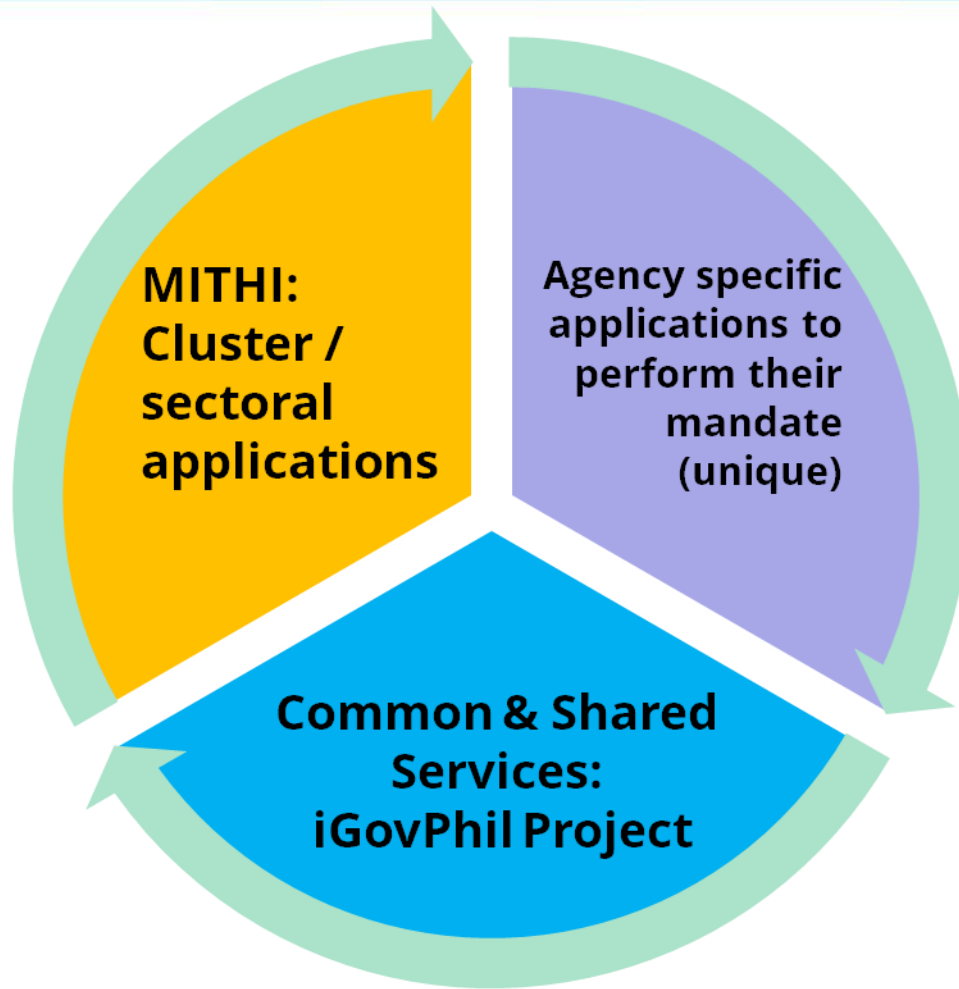 MITHI:
Cluster /
sectoral
applications
Agency specific
applications to
perform their
mandate
(unique)
Common & Shared
Services:
iGovPhil Project